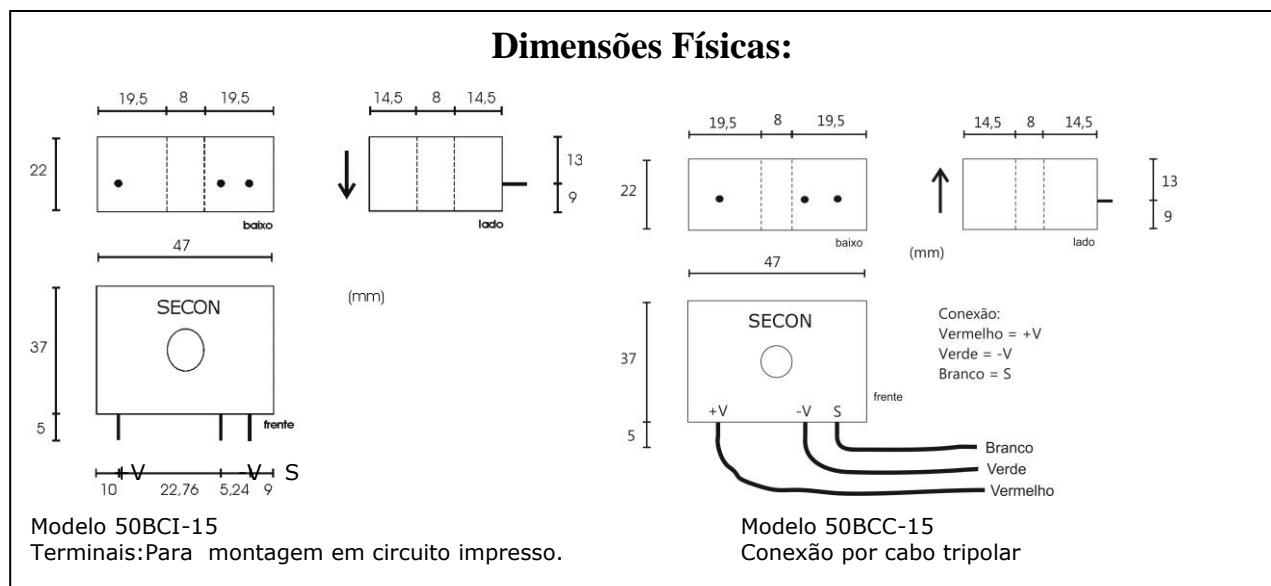 Dimensões Físicas:
19,5 8 19,5
22
baixo
14,5 8 14,5
13
9
lado
47
SECON
37
5
frente
+V -V S
10 22,76 5,24 9
(mm)
Modelo 50BCI-15
Terminais:Para montagem em circuito impresso.
19,5 8 19,5
22
baixo
14,5 8 14,5
13
9
lado
(mm)
47
SECON
37
+V -V S
5
frente
Conexão:
Vermelho = +V
Verde = -V
Branco = S
Branco
Verde
Vermelho
Modelo 50BCC-15
Conexão por cabo tripolar